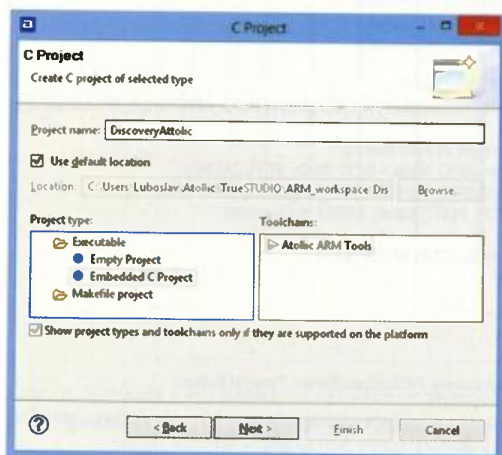 a C Project
C Project
Create C project of selected type
Project name: DiscoveryAttolic
Use default location
Location: C:\Users\Luboslav\Atollic\TrueSTUDIO\ARM_workspace\Dis Browse...
Project type:
Toolchains:
Executable
Atollic ARM Tools
Empty Project
Embedded C Project
Makefile project
Show project types and toolchains only if they are supported on the platform
? < Back Next > Finish Cancel